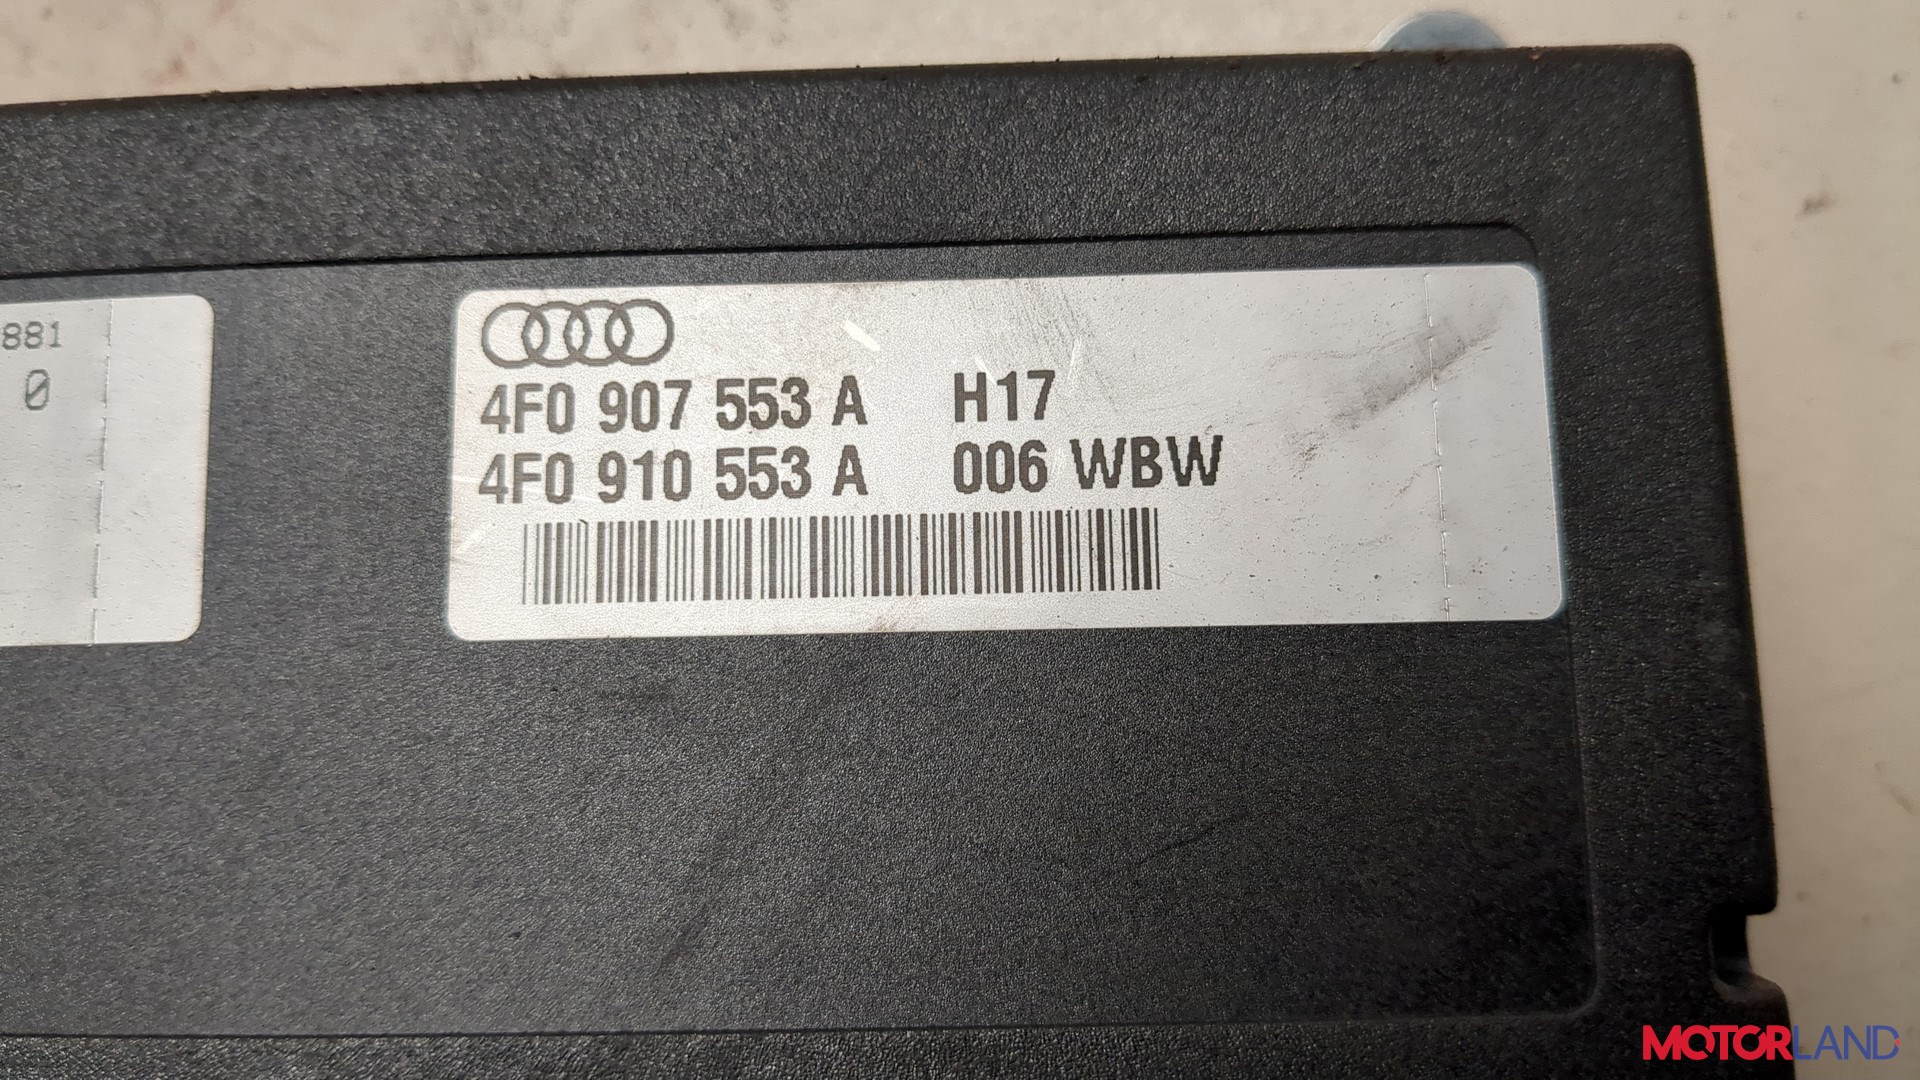 881
0
4F0 907 553 A H17
4F0 910 553 A 006 WBW
MOTORLAND